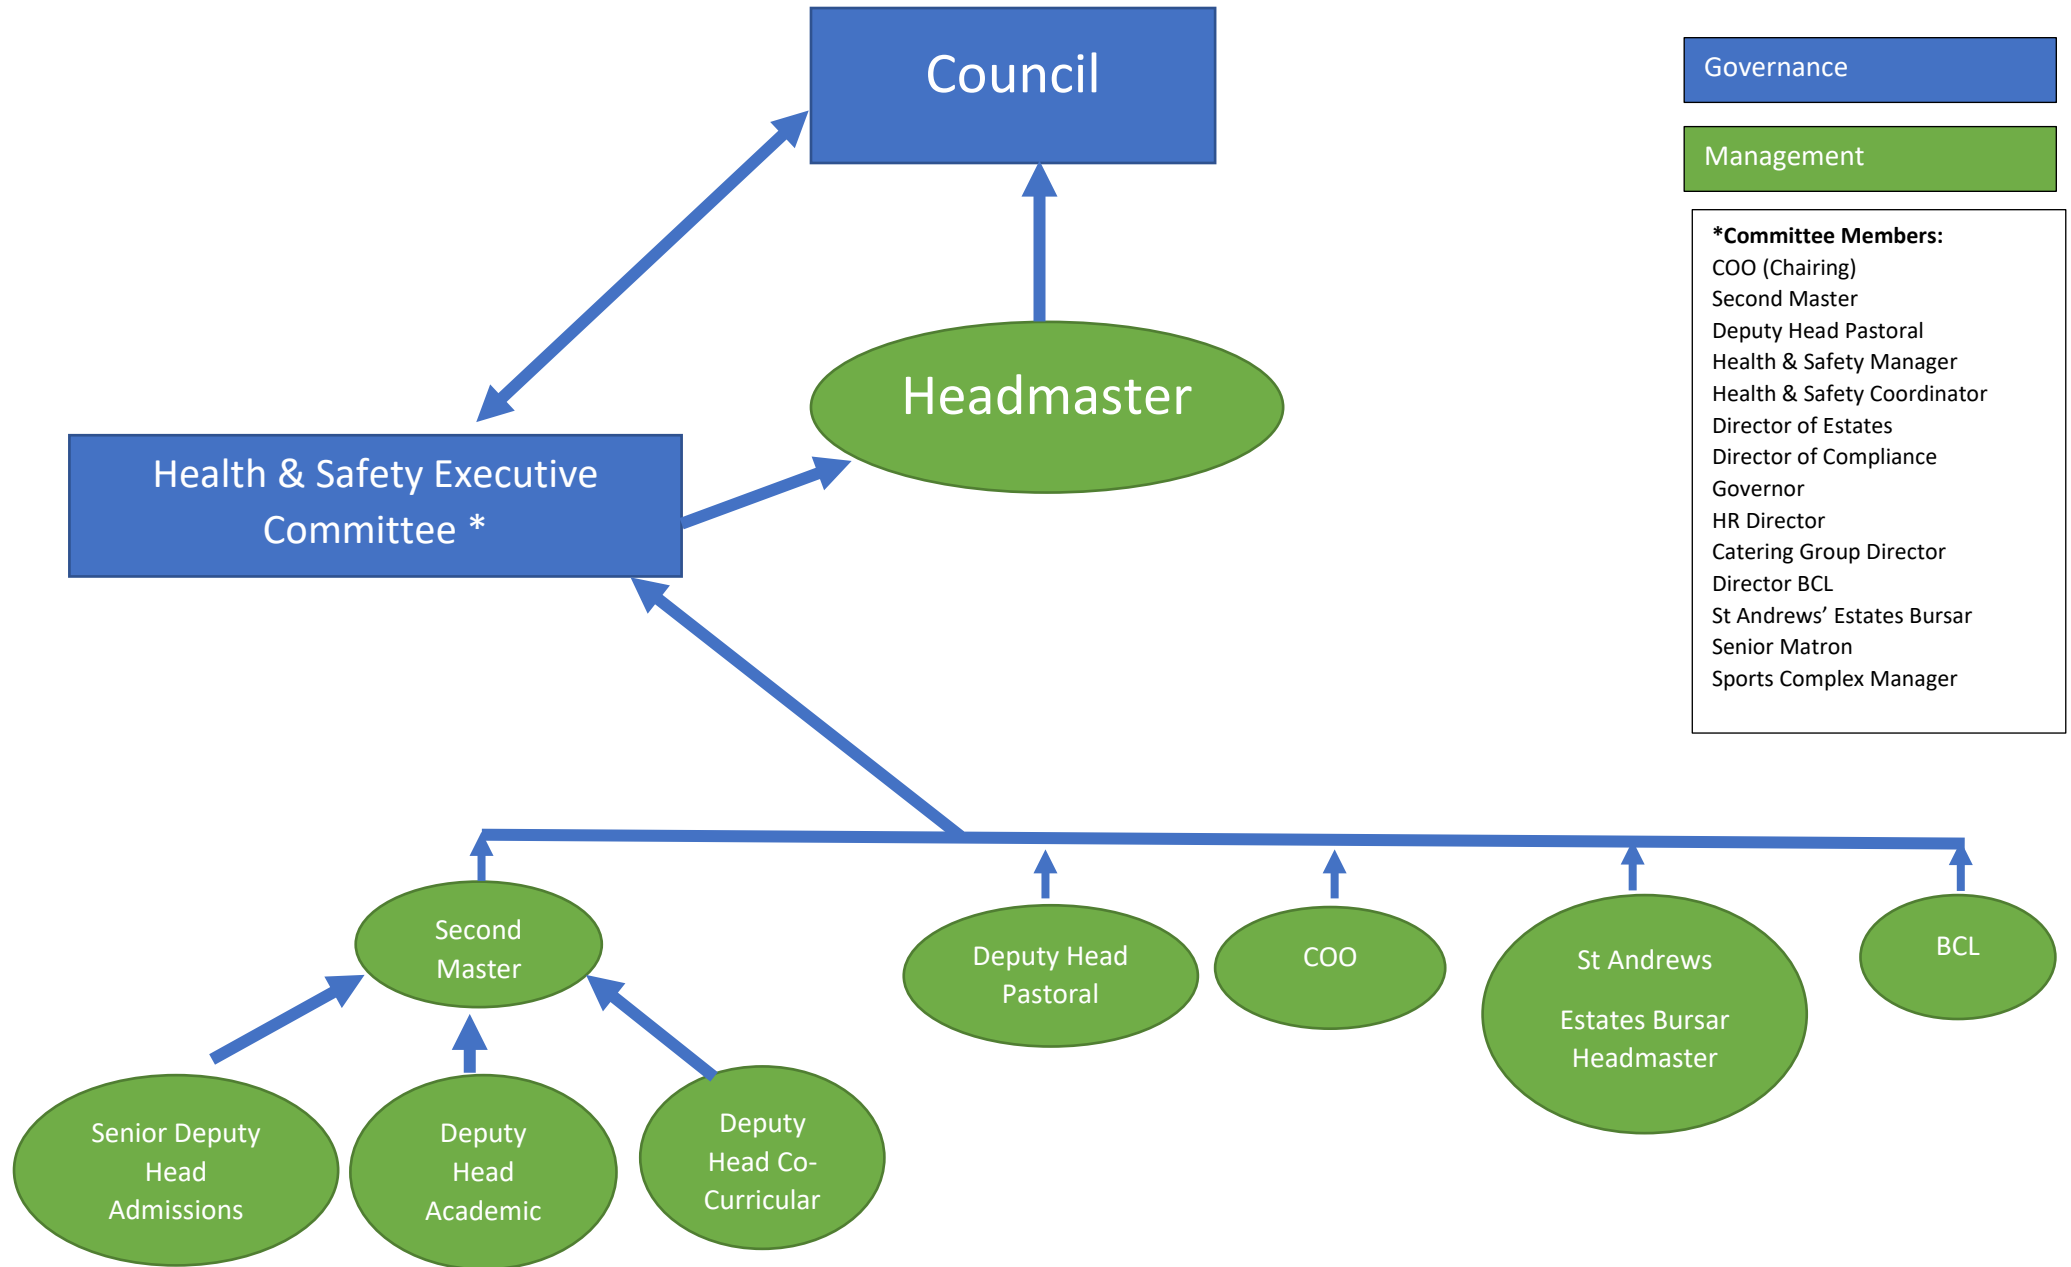 Council
Governance
Management
*Committee Members:
COO (Chairing)
Second Master
Deputy Head Pastoral
Health & Safety Manager
Health & Safety Coordinator
Director of Estates
Director of Compliance
Governor
HR Director
Catering Group Director
Director BCL
St Andrews’ Estates Bursar
Senior Matron
Sports Complex Manager
Headmaster
Health & Safety Executive
Committee *
Second
Master
Deputy Head
Pastoral
COO
St Andrews
Estates Bursar
Headmaster
BCL
Senior Deputy
Head
Admissions
Deputy
Head
Academic
Deputy
Head Co-
Curricular